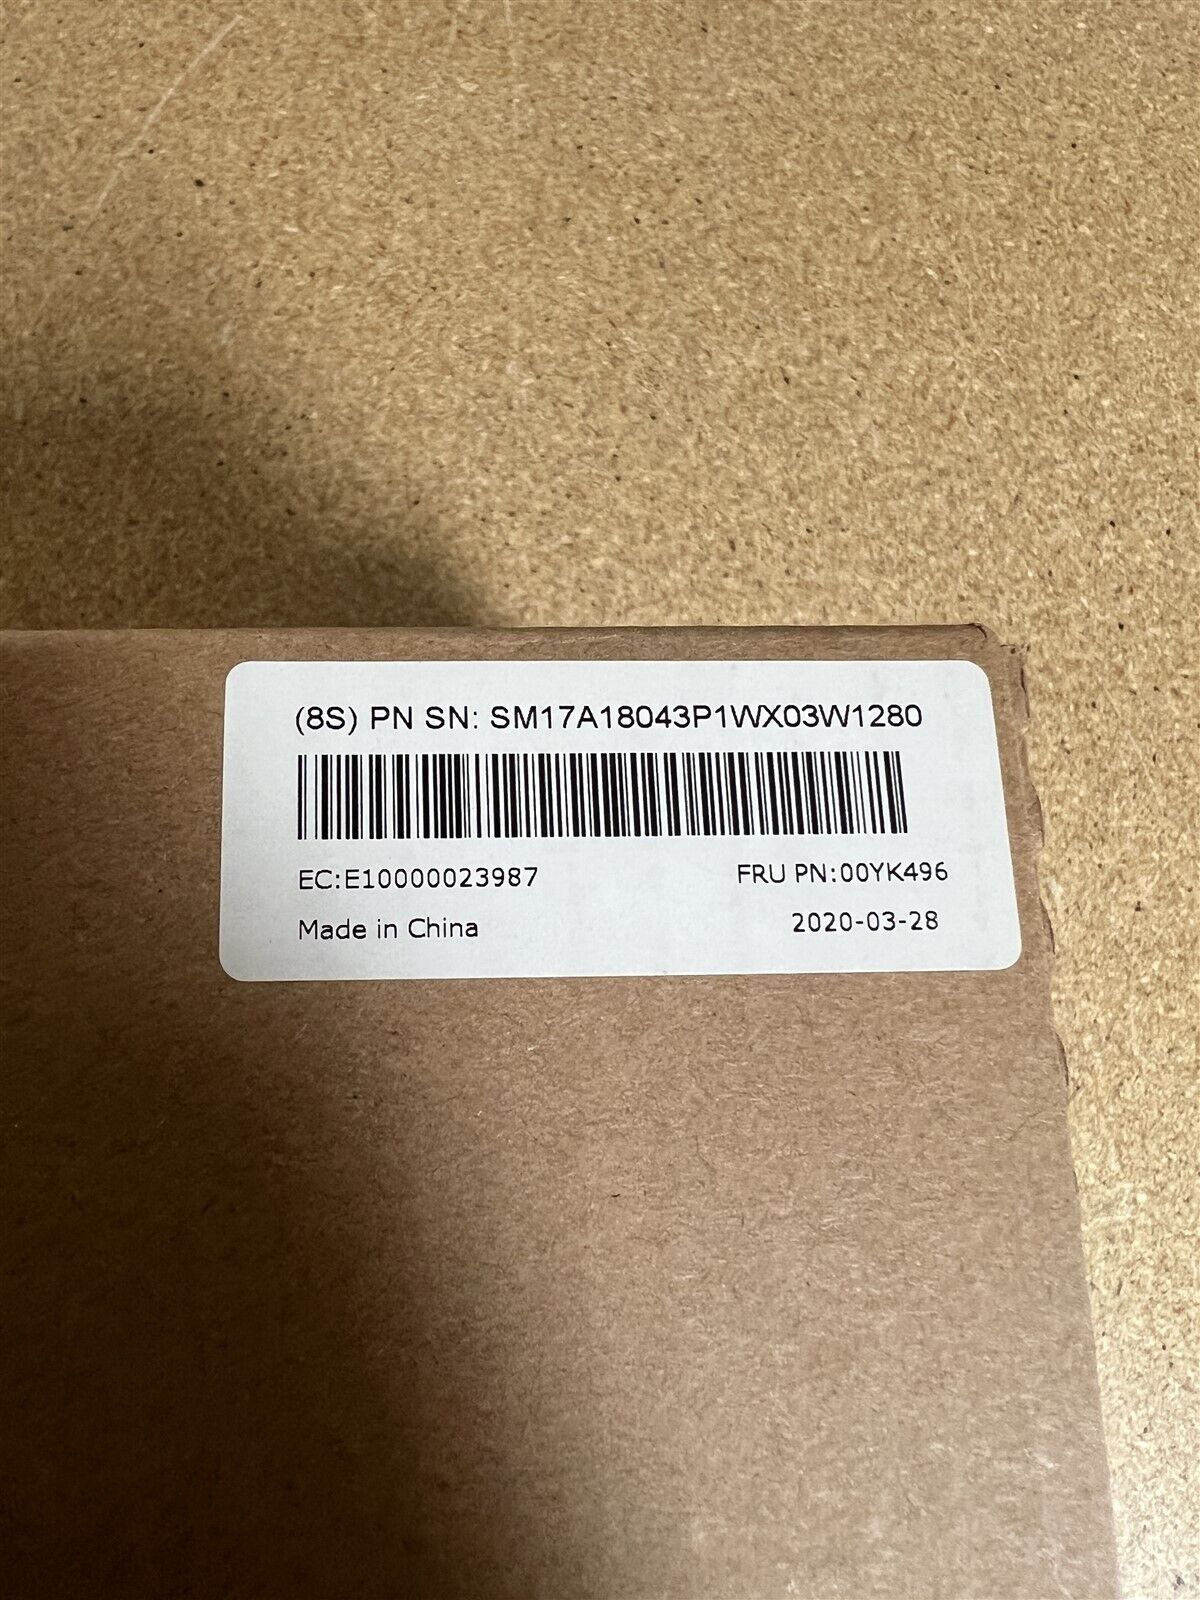 (8S) PN SN: SM17A18043P1WX03W1280
EC:E10000023987
FRU PN:00YK496
Made in China
2020-03-28